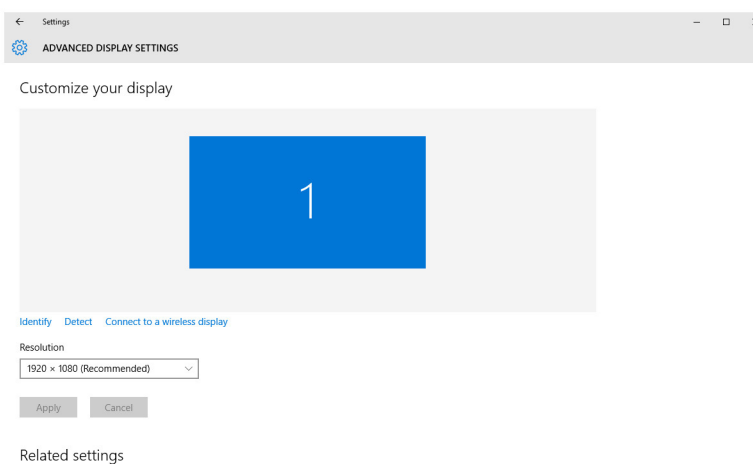 Settings
ADVANCED DISPLAY SETTINGS
Customize your display
1
Identify Detect Connect to a wireless display
Resolution
1920 × 1080 (Recommended)
Apply Cancel
Related settings